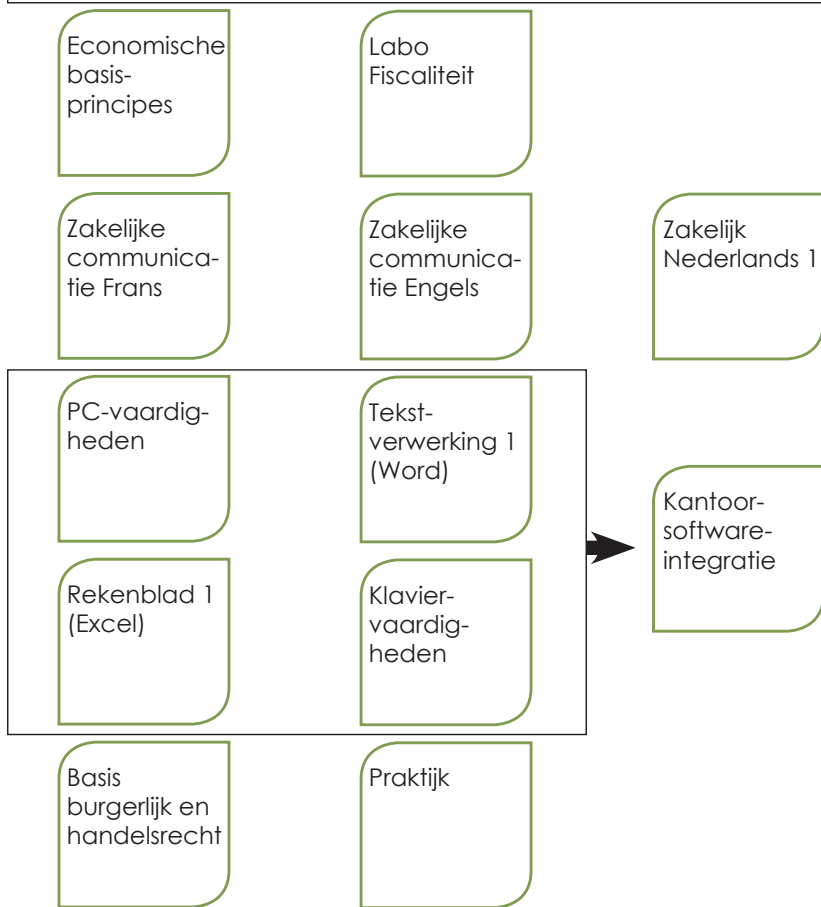 Economische
basis-
principes
Labo
Fiscaliteit
Zakelijke
communica-
tie Frans
Zakelijke
communica-
tie Engels
Zakelijk
Nederlands 1
PC-vaardig-
heden
Tekst-
verwerking 1
(Word)
Kantoor-
software-
integratie
Rekenblad 1
(Excel)
Klavier-
vaardig-
heden
Basis
burgerlijk en
handelsrecht
Praktijk